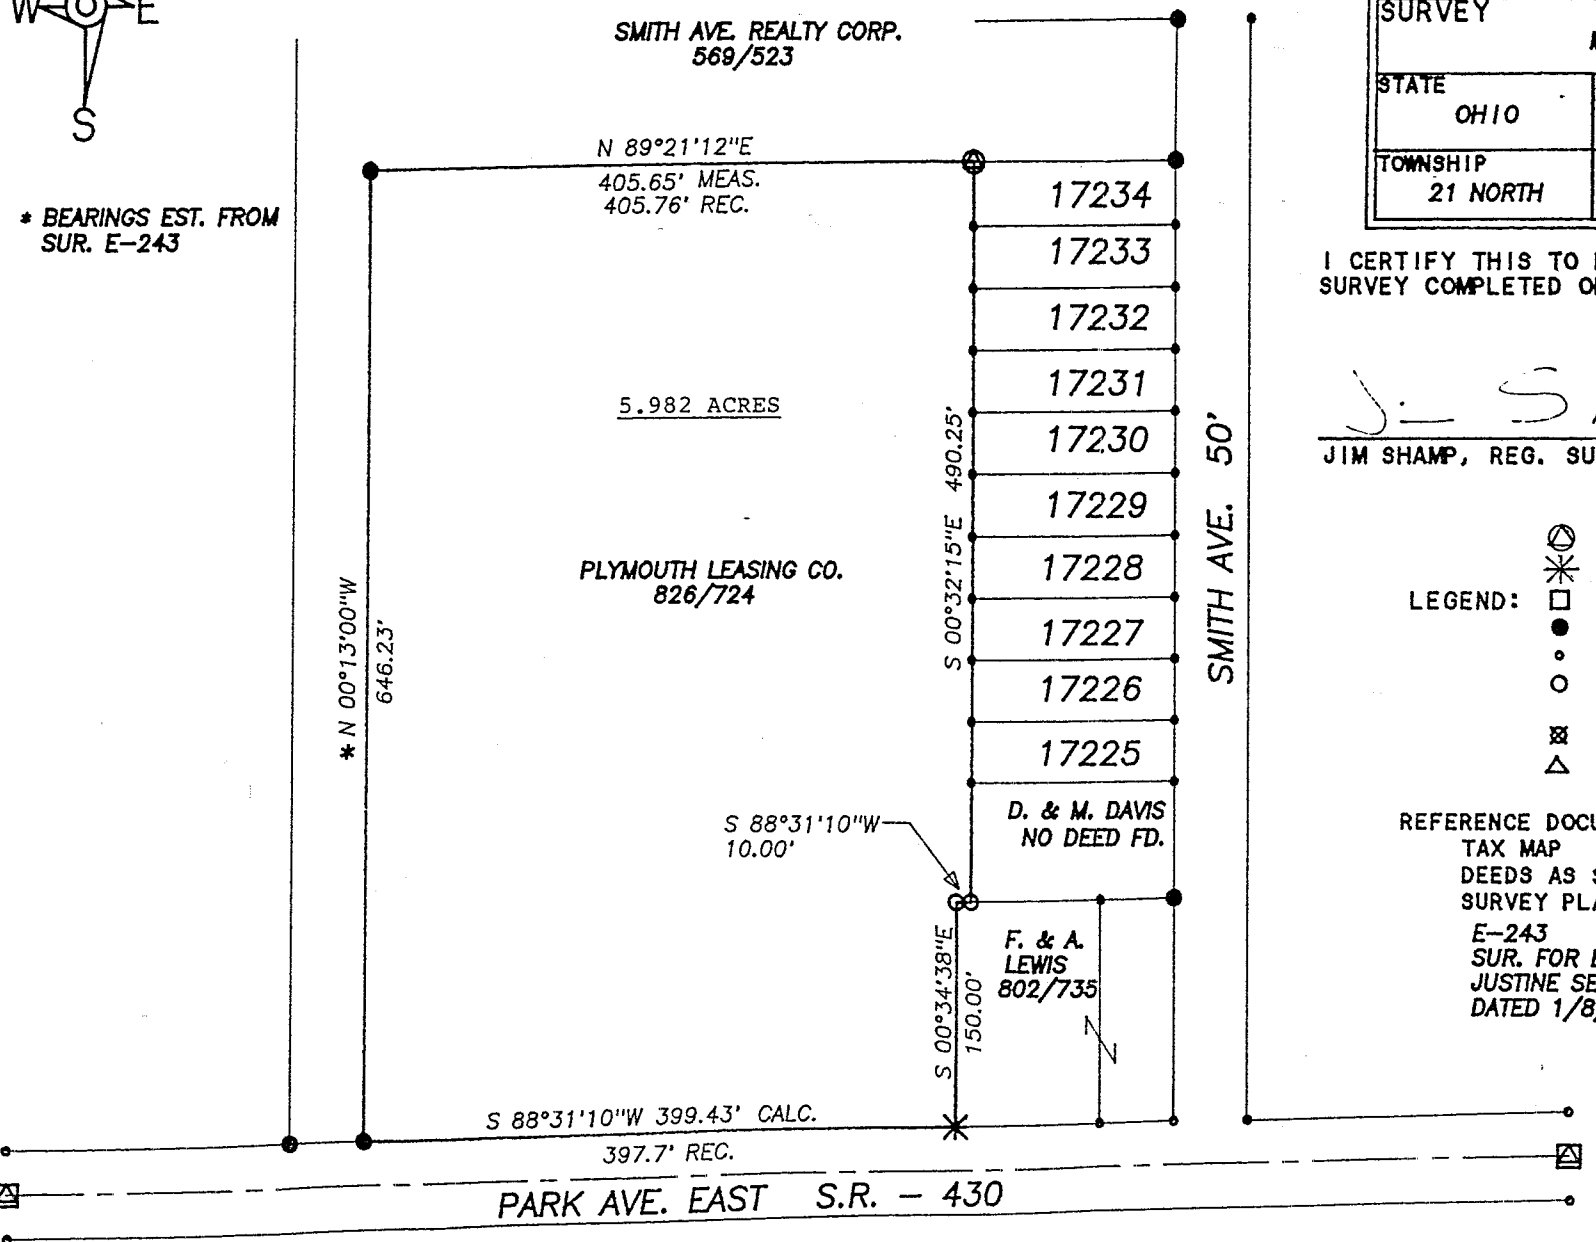 W E
S
SMITH AVE. REALTY CORP.
569/523
SURVEY
STATE
OHIO
TOWNSHIP
21 NORTH
* BEARINGS EST. FROM
SUR. E-243
N 89°21'12"E
405.65' MEAS.
405.76' REC.
17234
17233
17232
17231
17230
17229
17228
17227
17226
17225
I CERTIFY THIS TO
SURVEY COMPLETED
JIM SHAMP, REG.
5.982 ACRES
PLYMOUTH LEASING CO.
826/724
* N 00°13'00"W
646.23'
S 00°32'15"E 490.25'
SMITH AVE. 50'
LEGEND:
S 88°31'10"W
10.00'
D. & M. DAVIS
NO DEED FD.
F. & A.
LEWIS
802/735
S 00°34'38"E
150.00'
REFERENCE
TAX MAP
DEEDS AS
SURVEY
E-243
SUR. FOR
JUSTINE
DATED 1/8
S 88°31'10"W 399.43' CALC.
397.7' REC.
PARK AVE. EAST S.R. - 430